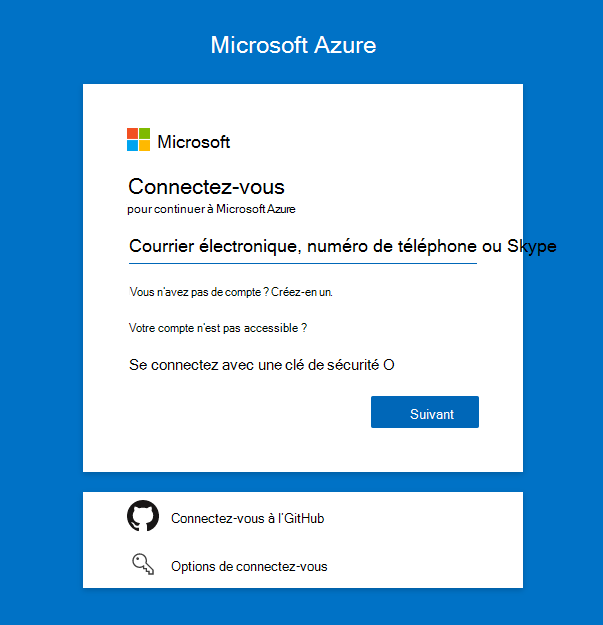 Microsoft Azure
Microsoft
Connectez-vous
pour continuer à Microsoft Azure
Courrier électronique, numéro de téléphone ou Skype
Vous n'avez pas de compte ? Créez-en un.
Votre compte n'est pas accessible ?
Se connectez avec une clé de sécurité O
Suivant
Connectez-vous à l'GitHub
Options de connectez-vous